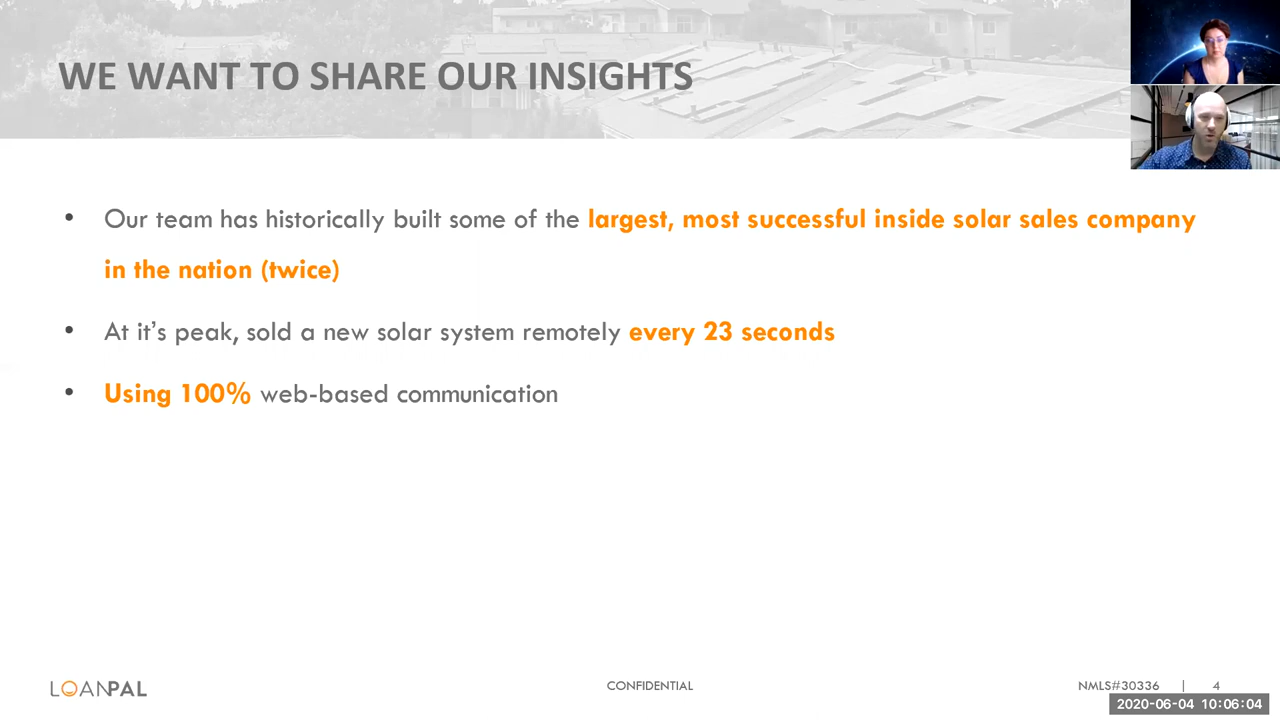 WE WANT TO SHARE OUR INSIGHTS
• Our team has historically built some of the largest, most successful inside solar sales company
in the nation (twice)
• At it’s peak, sold a new solar system remotely every 23 seconds
• Using 100% web-based communication
LOANPAL
CONFIDENTIAL
NMLS#30336 | 4
2020-06-04 10:06:04